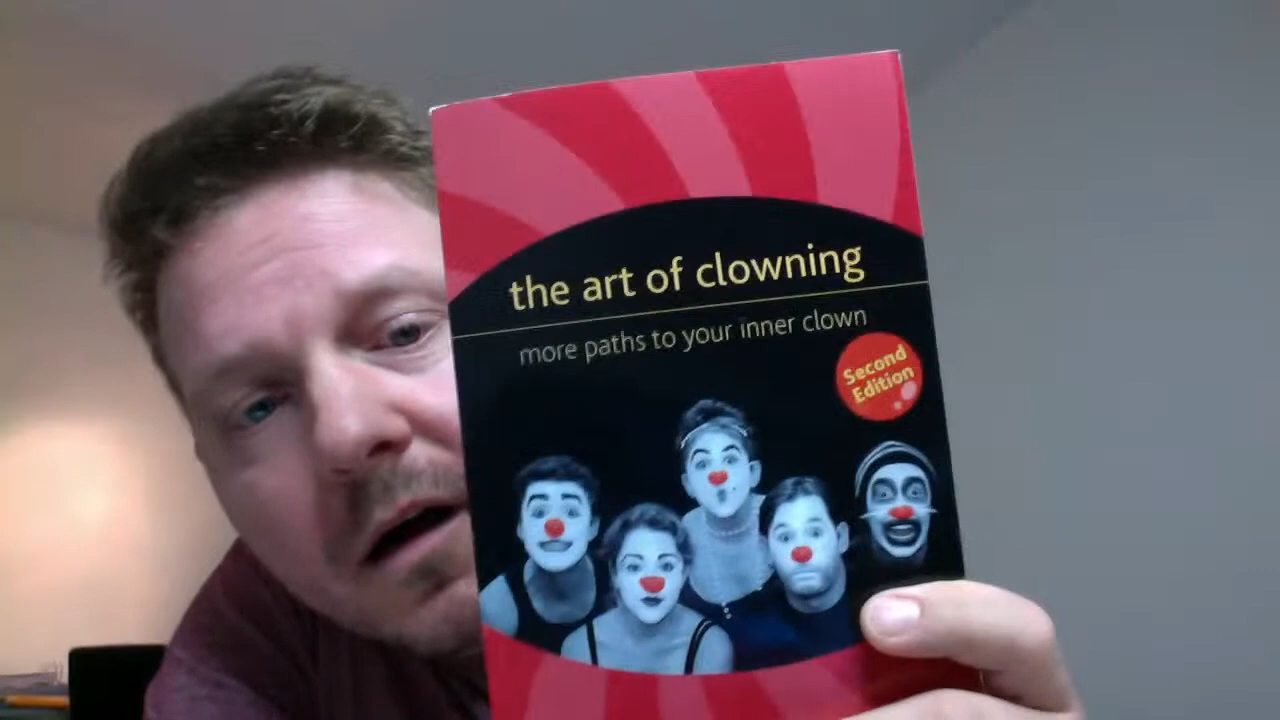 the art of clowning
more paths to your inner clown
Second
Edition